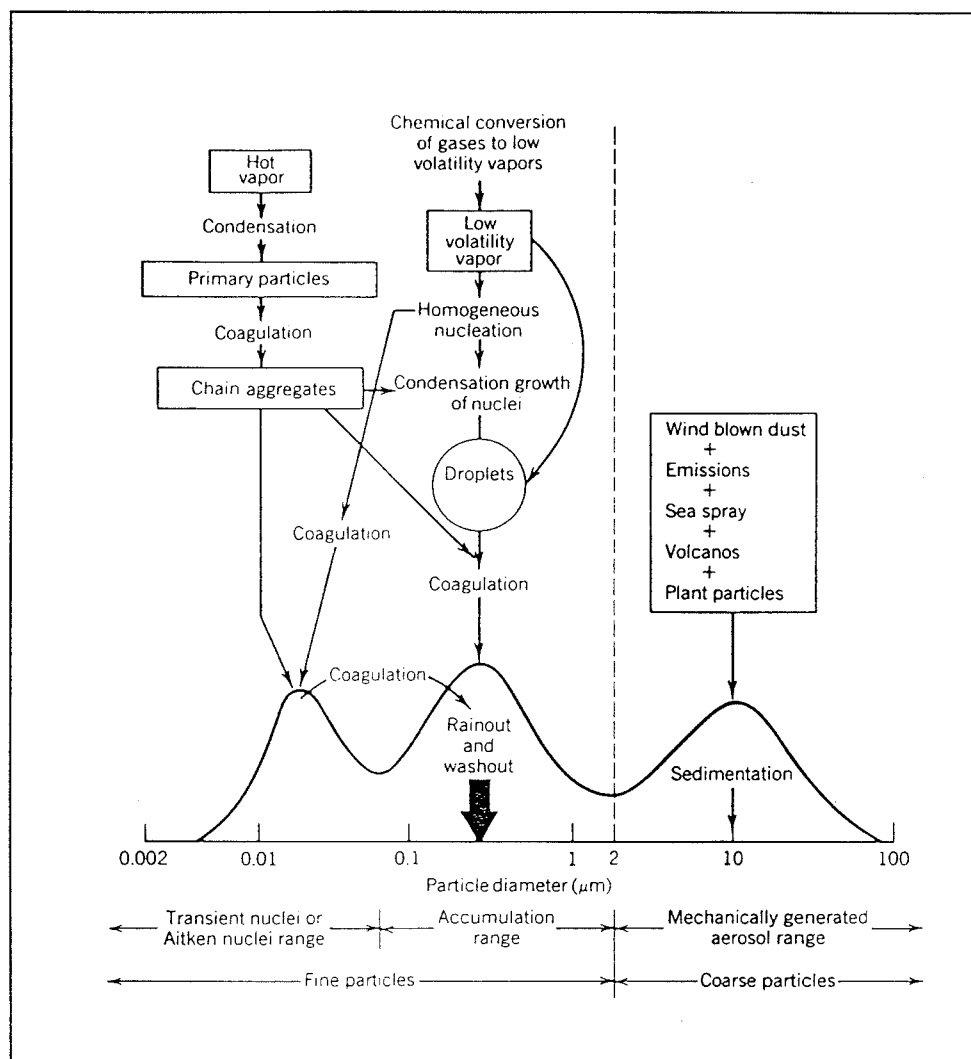 Hot
vapor
Condensation
Primary particles
Coagulation
Chain aggregates
Chemical conversion
of gases to low
volatility vapors
Low
volatility
vapor
Homogeneous
nucleation
Condensation growth
of nuclei
Droplets
Coagulation
Coagulation
Wind blown dust
+
Emissions
+
Sea spray
+
Volcanos
+
Plant particles
Coagulation
Rainout
and
washout
Sedimentation
0.002
0.01
0.1
1
2
10
100
Particle diameter (μm)
Transient nuclei or
Aitken nuclei range
Accumulation
range
Mechanically generated
aerosol range
Fine particles
Coarse particles